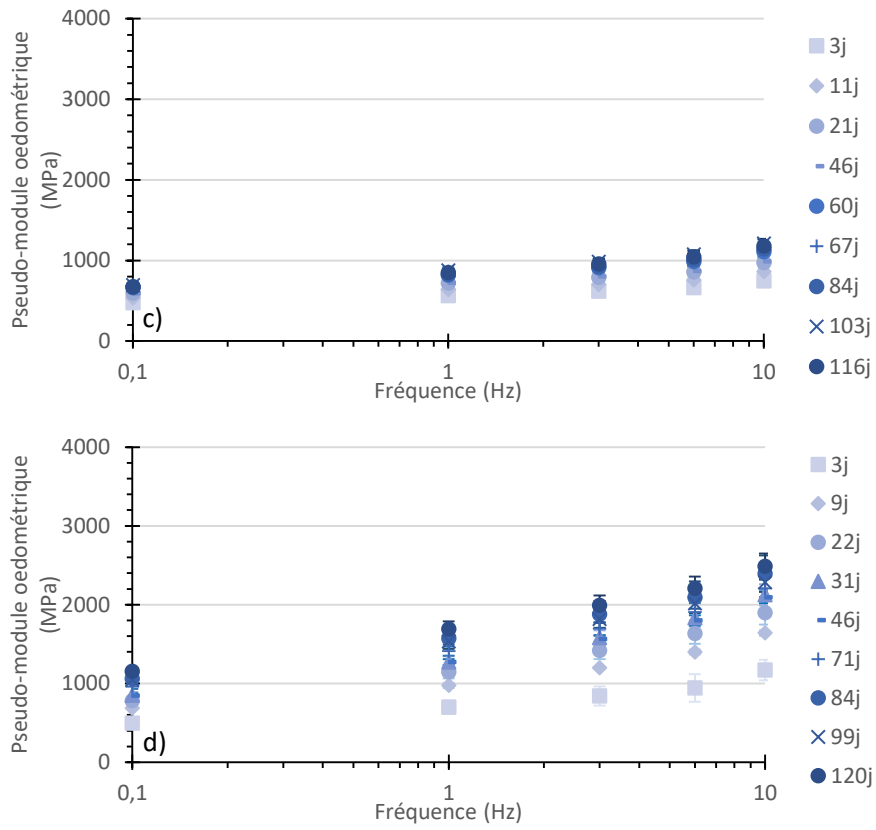 4000
3000
2000
1000
0
Pseudo-module oedométrique
(MPa)
c)
0,1
1
10
Fréquence (Hz)
3j
11j
21j
46j
60j
67j
84j
103j
116j
4000
3000
2000
1000
0
Pseudo-module oedométrique
(MPa)
d)
0,1
1
10
Fréquence (Hz)
3j
9j
22j
31j
46j
71j
84j
99j
120j